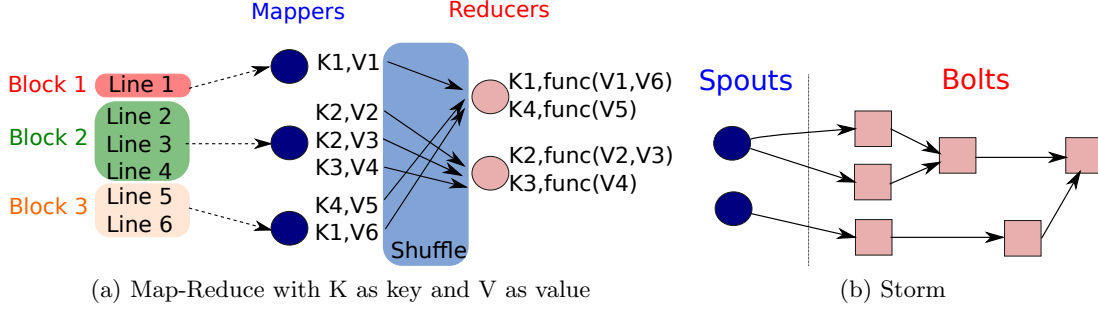 Mappers
Reducers
Block 1
Line 1
Block 2
Line 2
Line 3
Line 4
Block 3
Line 5
Line 6
K1,V1
K2,V2
K2,V3
K3,V4
K4,V5
K1,V6
Shuffle
K1,func(V1,V6)
K4,func(V5)
K2,func(V2,V3)
K3,func(V4)
(a) Map-Reduce with K as key and V as value
Spouts
Bolts
(b) Storm